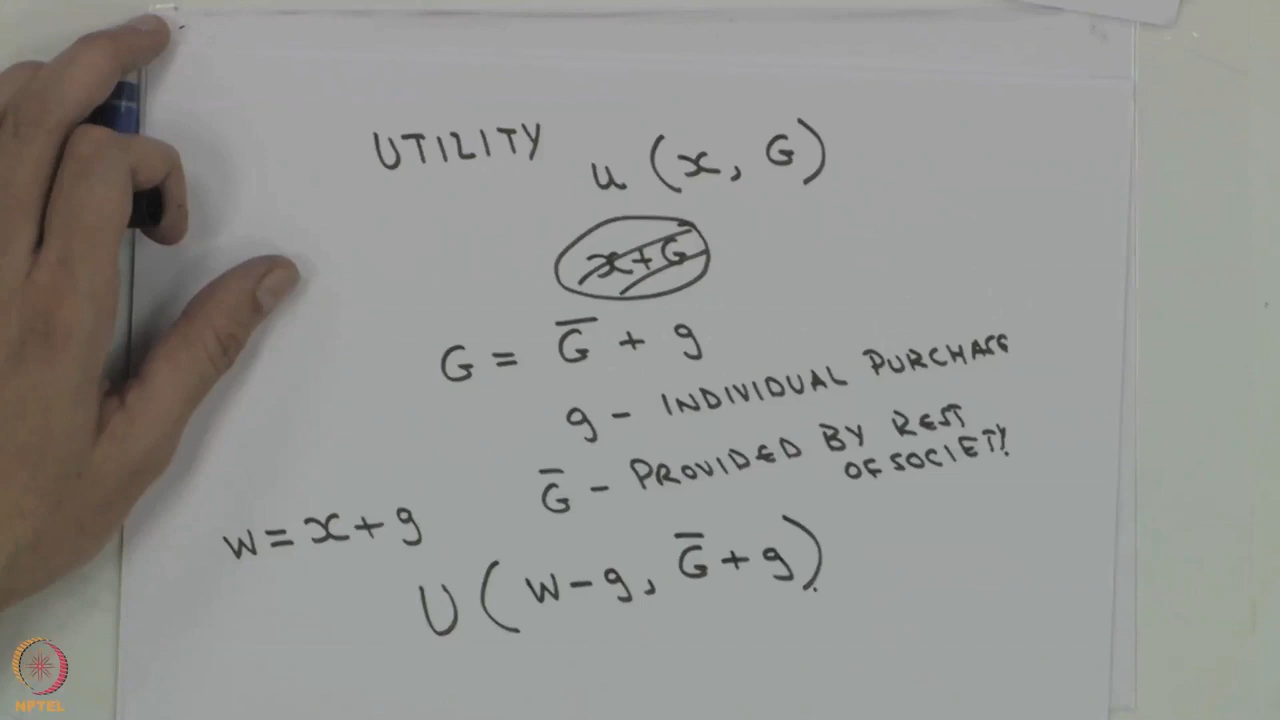 UTILITY u (x, G)
x+G
G = G̅ + g
g - INDIVIDUAL PURCHASE
G̅ - PROVIDED BY REST
OF SOCIETY
w = x + g
U (w-g, G̅+g)
NPTEL